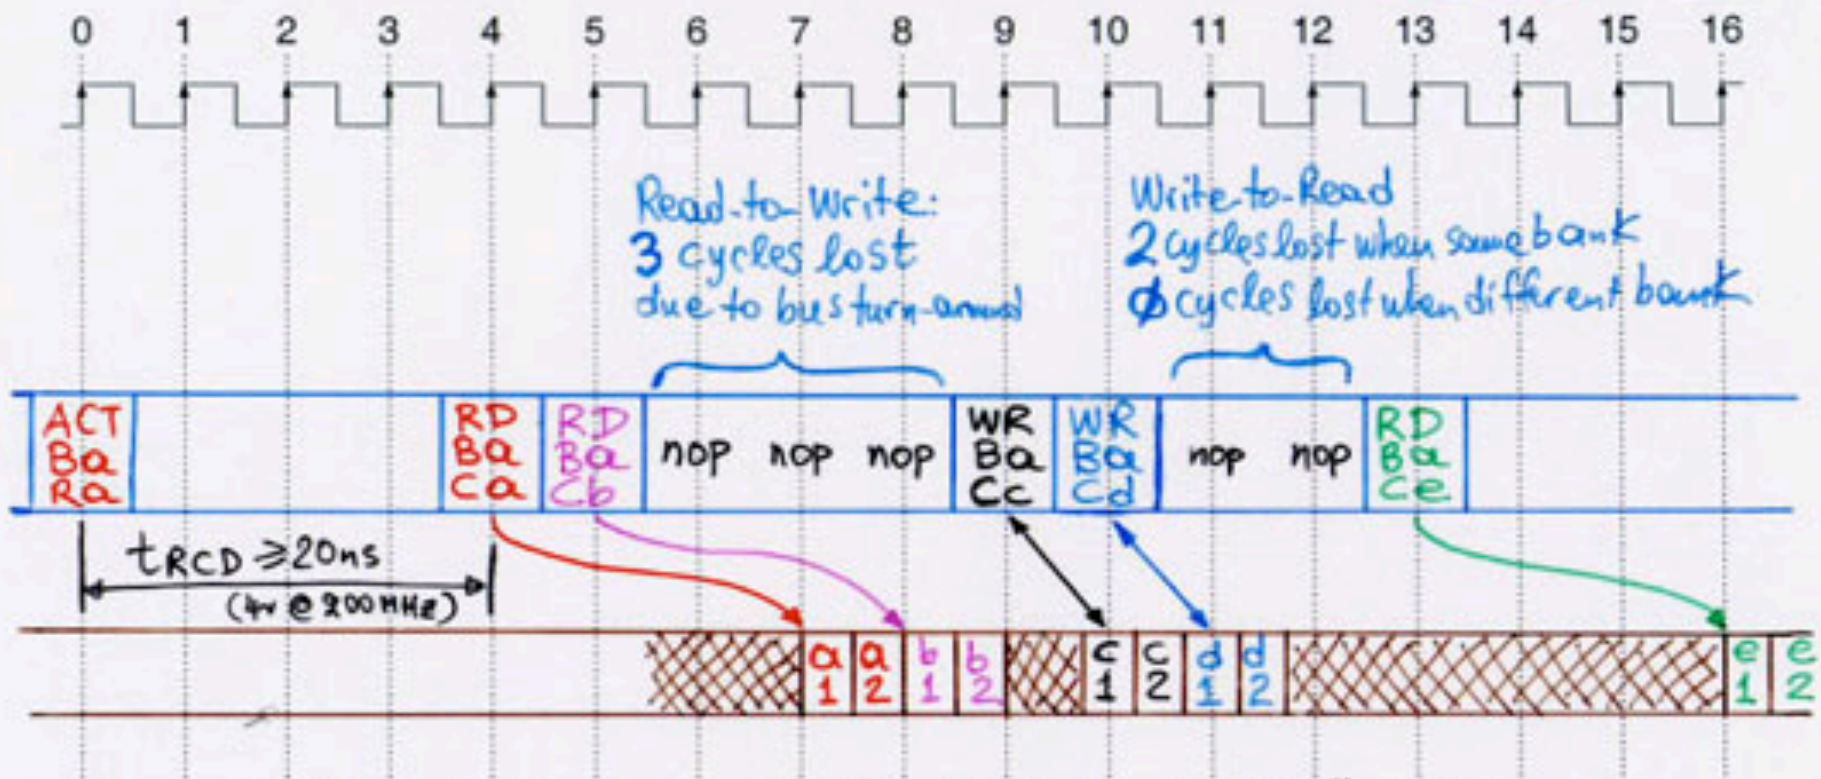 0 1 2 3 4 5 6 7 8 9 10 11 12 13 14 15 16
Read-to-Write:
3 cycles lost
due to bus turn-around
Write-to-Read
2 cycles lost when same bank
0 cycles lost when different bank
ACT
Ba
Ra
RD
Ba
Ca
RD
Ba
Cb
nop nop nop
WR
Ba
Cc
WR
Ba
Cd
nop nop
RD
Ba
Ce
tRCD ≥20ns
(4~ @ 200MHz)
a
1
a
2
b
1
b
2
c
1
c
2
d
1
d
2
e
1
e
2